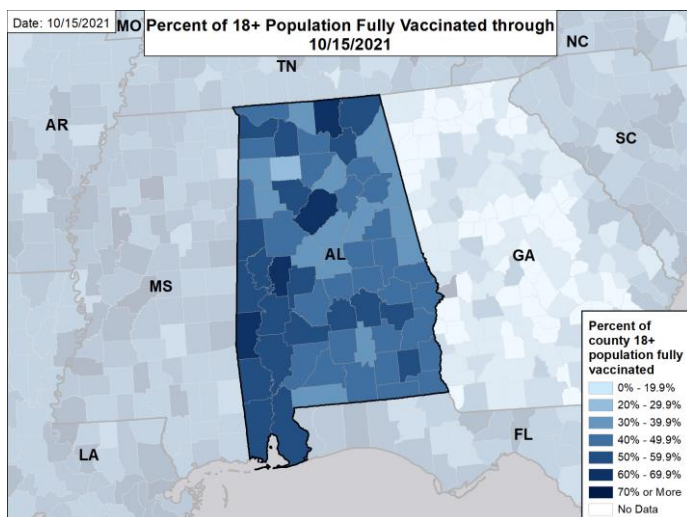 Date: 10/15/2021
Percent of 18+ Population Fully Vaccinated through
10/15/2021
MO
NC
TN
AR
SC
MS
AL
GA
LA
FL
Percent of
county 18+
population fully
vaccinated
0% - 19.9%
20% - 29.9%
30% - 39.9%
40% - 49.9%
50% - 59.9%
60% - 69.9%
70% or More
No Data